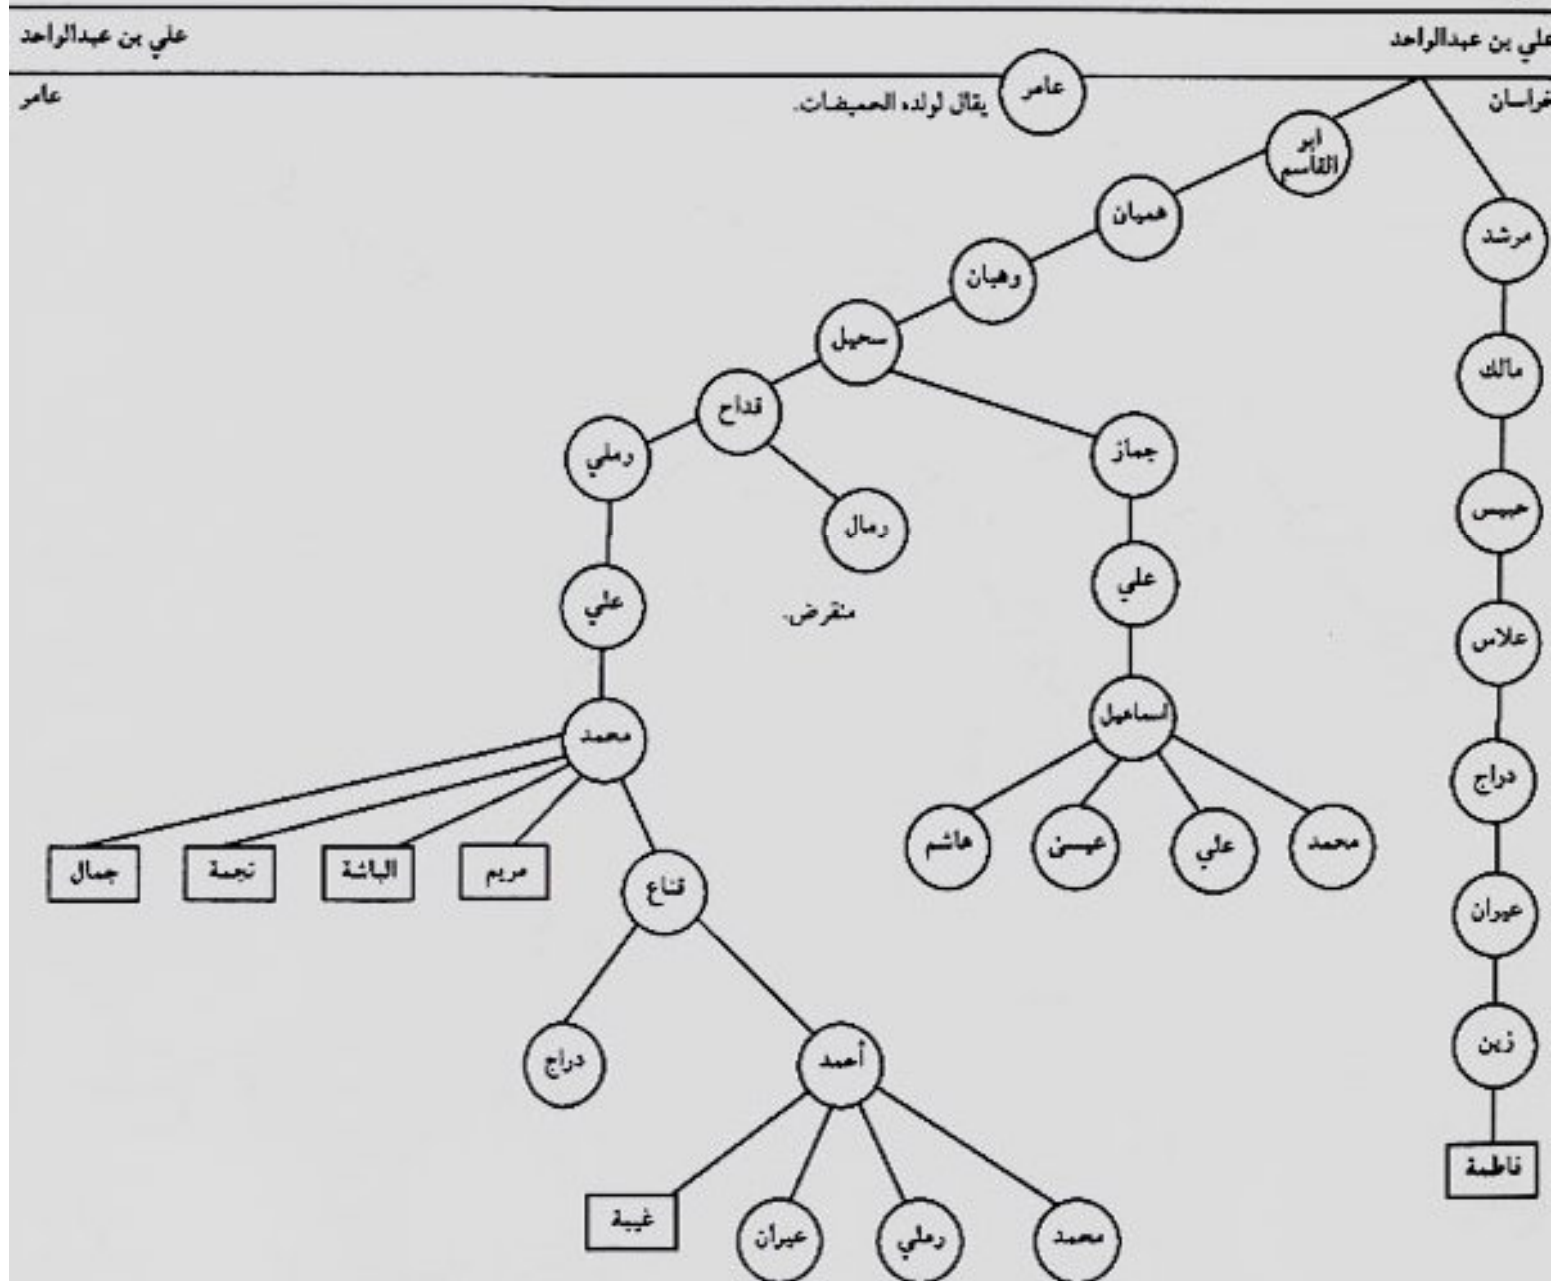 علي بن عبدالواحد
علي بن عبدالواحد
خراسان
عامر
يقال لولده الحميضات.
عامر
ابو
القاسم
هميان
مرشد
وهبان
سحيل
مالك
قداح
جماز
رملي
حبيس
رمال
علي
علي
منقرض.
علاس
اسماعيل
محمد
دراج
محمد
علي
عيسى
هاشم
مريم
الباشة
نجمة
جمال
قناع
عيران
زين
أحمد
دراج
فاطمة
غيبة
محمد
رملي
عيران